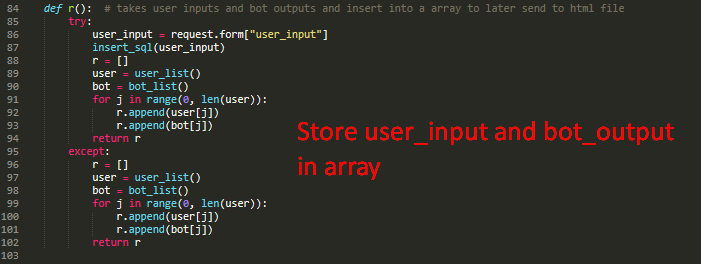 84 def r():  # takes user inputs and bot outputs and insert into a array to later send to html file
85     try:
86         user_input = request.form["user_input"]
87         insert_sql(user_input)
88         r = []
89         user = user_list()
90         bot = bot_list()
91         for j in range(0, len(user)):
92             r.append(user[j])
93             r.append(bot[j])
94         return r
95     except:
96         r = []
97         user = user_list()
98         bot = bot_list()
99         for j in range(0, len(user)):
100             r.append(user[j])
101             r.append(bot[j])
102         return r
103
Store user_input and bot_output
in array